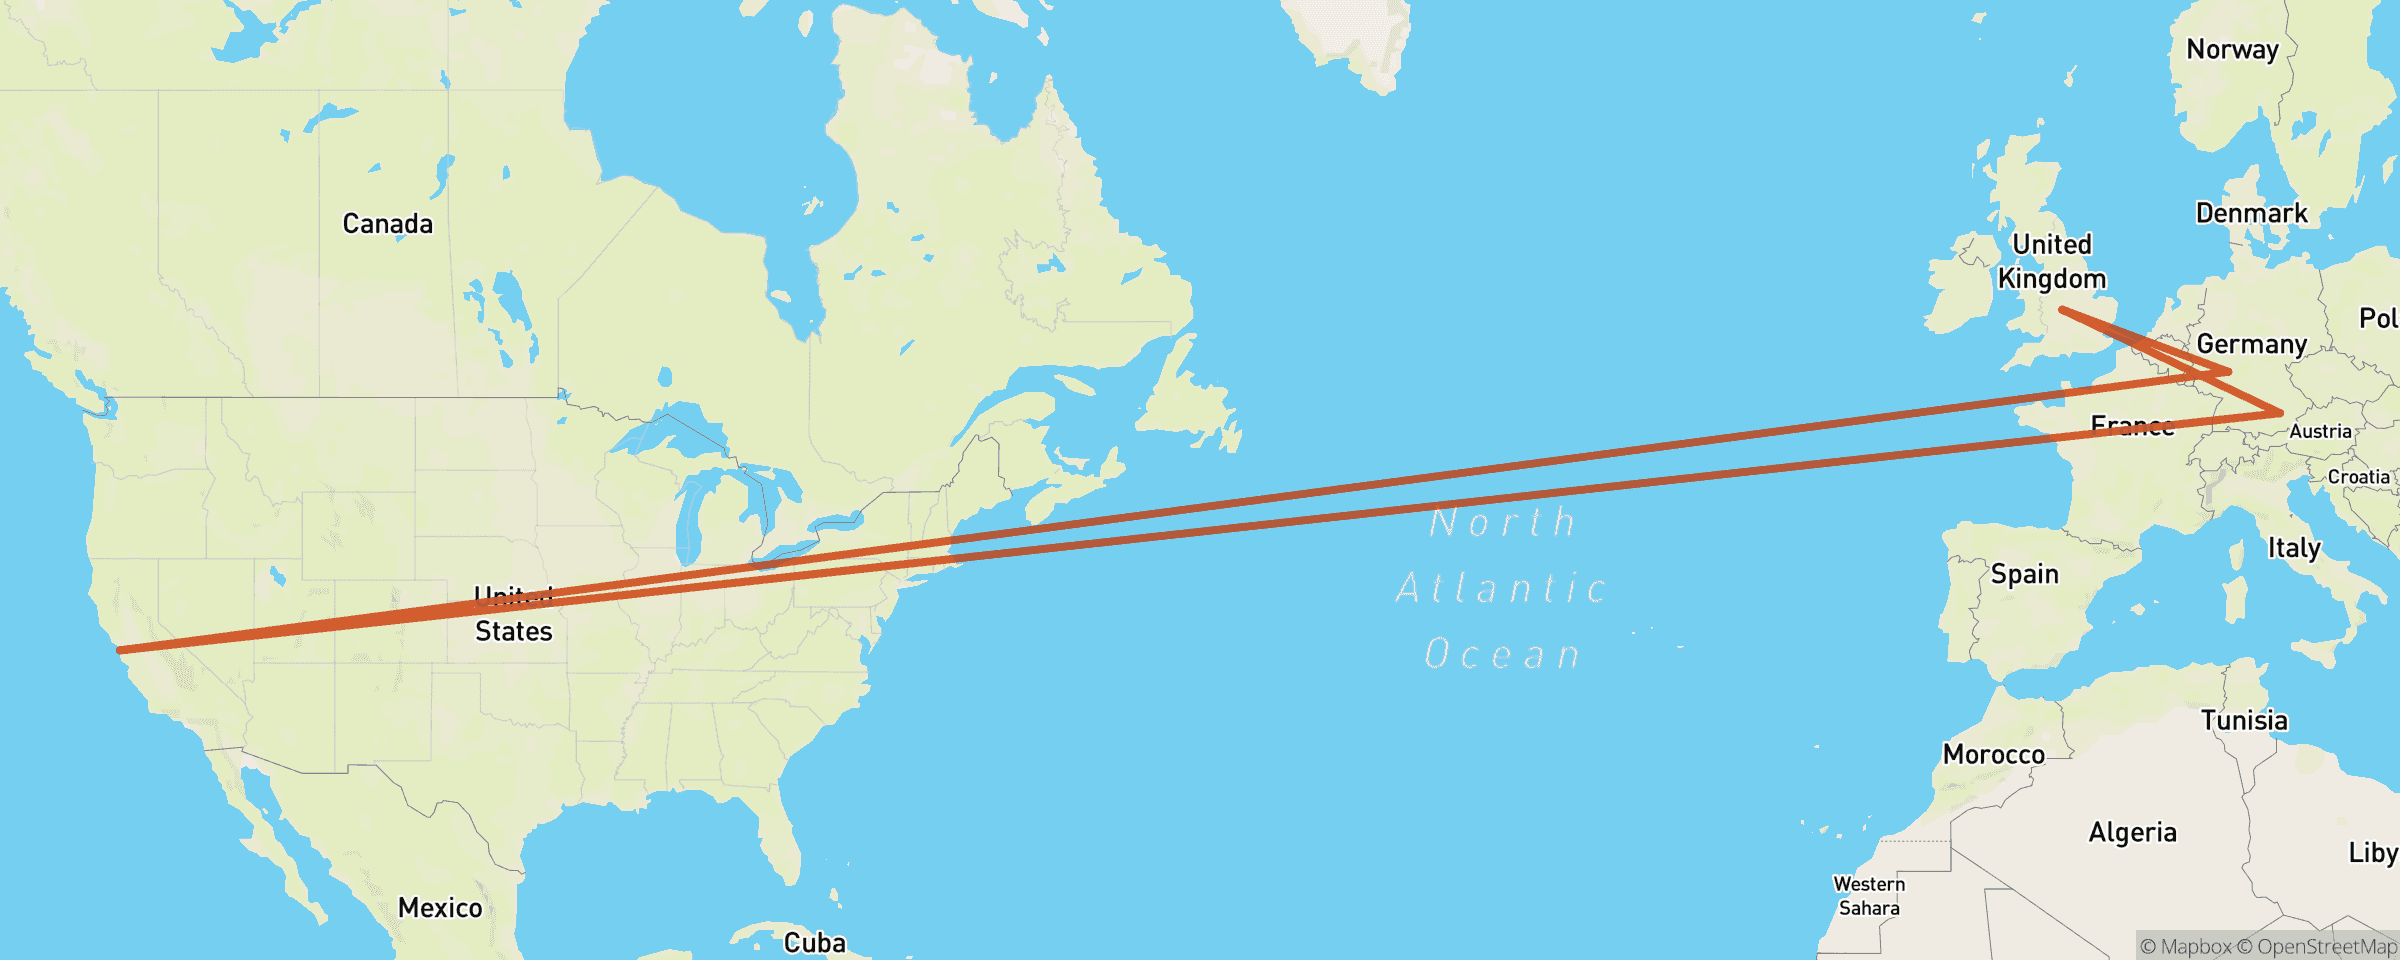 Norway
Canada
Denmark
United
Kingdom
Pol
Germany
France
Austria
Croatia
North
Atlantic
Ocean
Italy
Spain
United
States
Tunisia
Morocco
Algeria
Liby
Western
Sahara
Mexico
Cuba
© Mapbox © OpenStreetMap